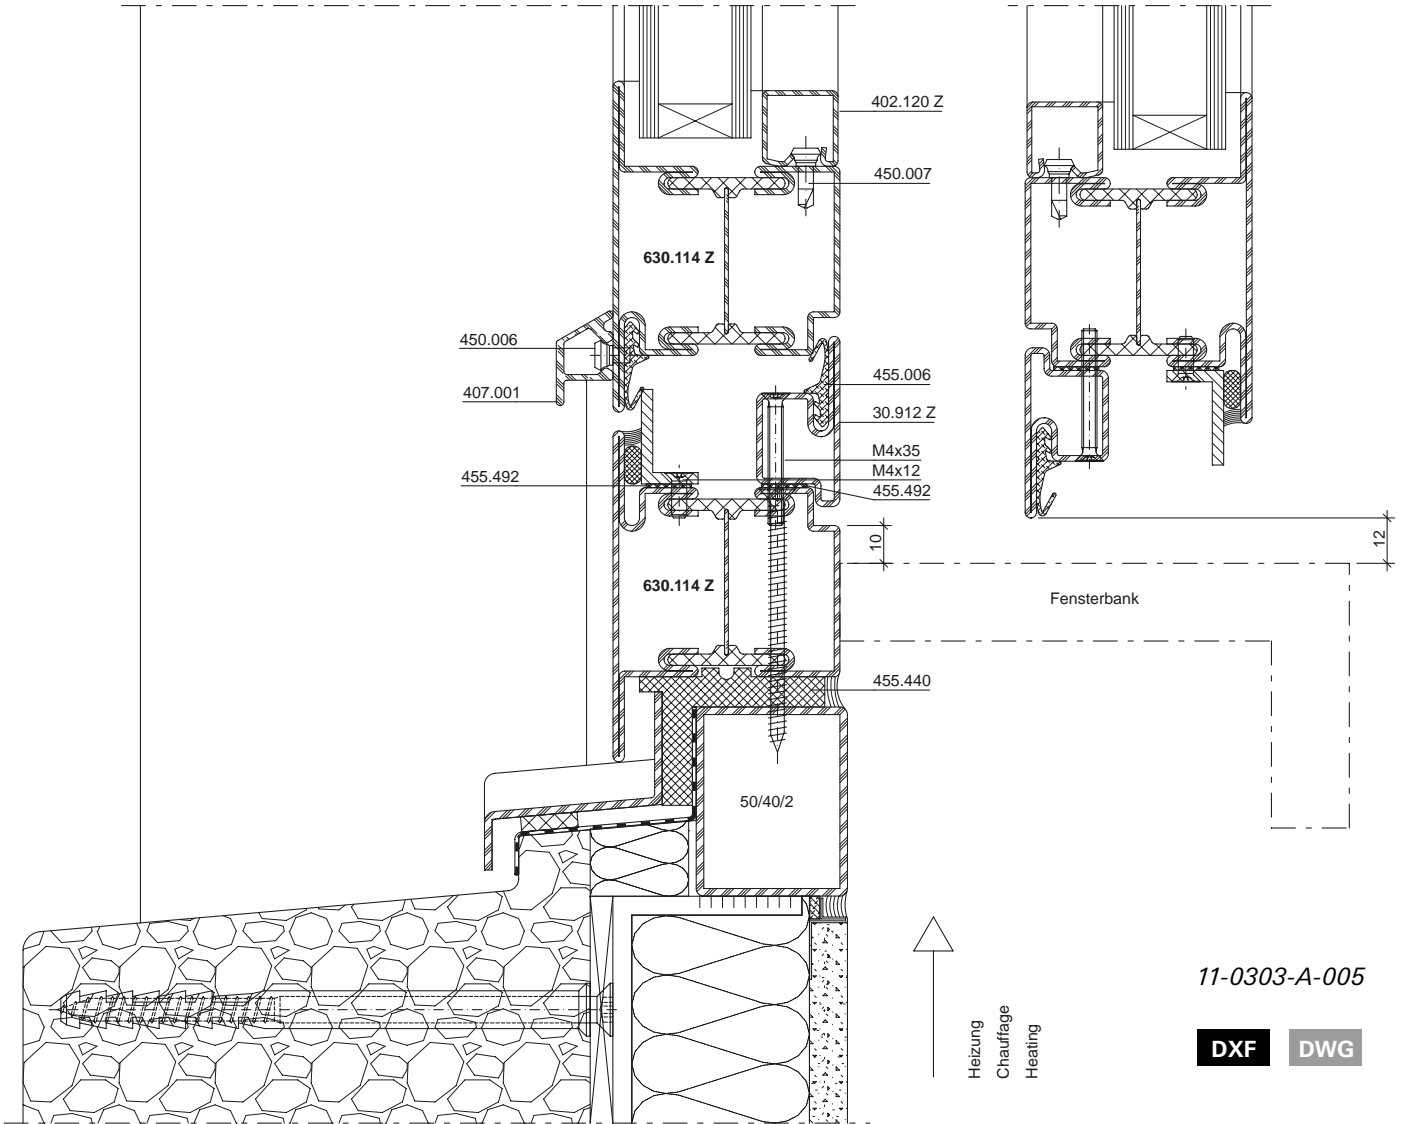 402.120 Z
450.007
630.114 Z
450.006
407.001
455.006
30.912 Z
M4x35
M4x12
455.492
455.492
10
12
630.114 Z
Fensterbank
455.440
50/40/2
Heizung
Chauffage
Heating
11-0303-A-005
DXF DWG